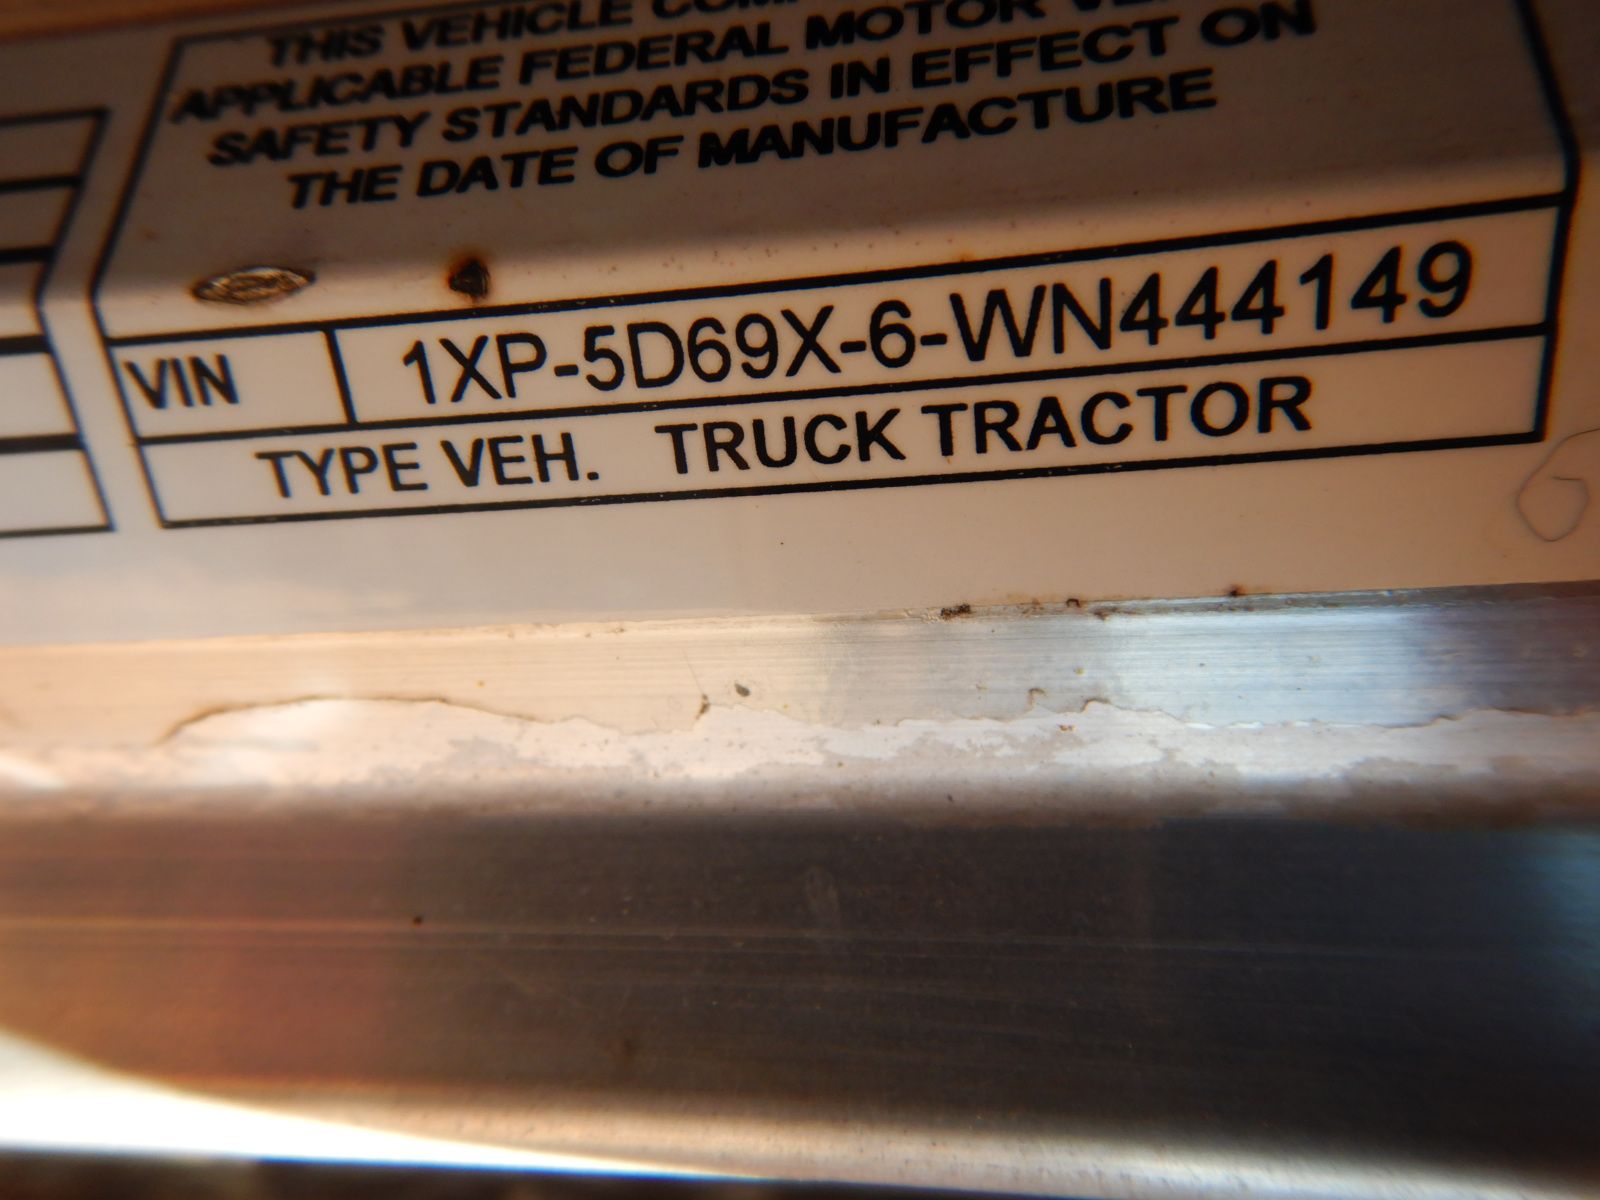 THIS VEHICLE
APPLICABLE FEDERAL MOTOR
SAFETY STANDARDS IN EFFECT ON
THE DATE OF MANUFACTURE
VIN 1XP-5D69X-6-WN444149
TYPE VEH. TRUCK TRACTOR